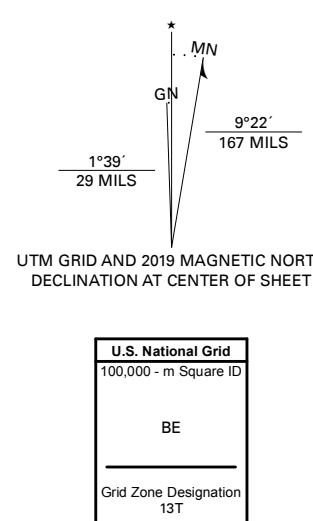 ★
MN
GN
9°22´
167 MILS
1°39´
29 MILS
UTM GRID AND 2019 MAGNETIC NORT
DECLINATION AT CENTER OF SHEET
U.S. National Grid
100,000 - m Square ID
BE
Grid Zone Designation
13T